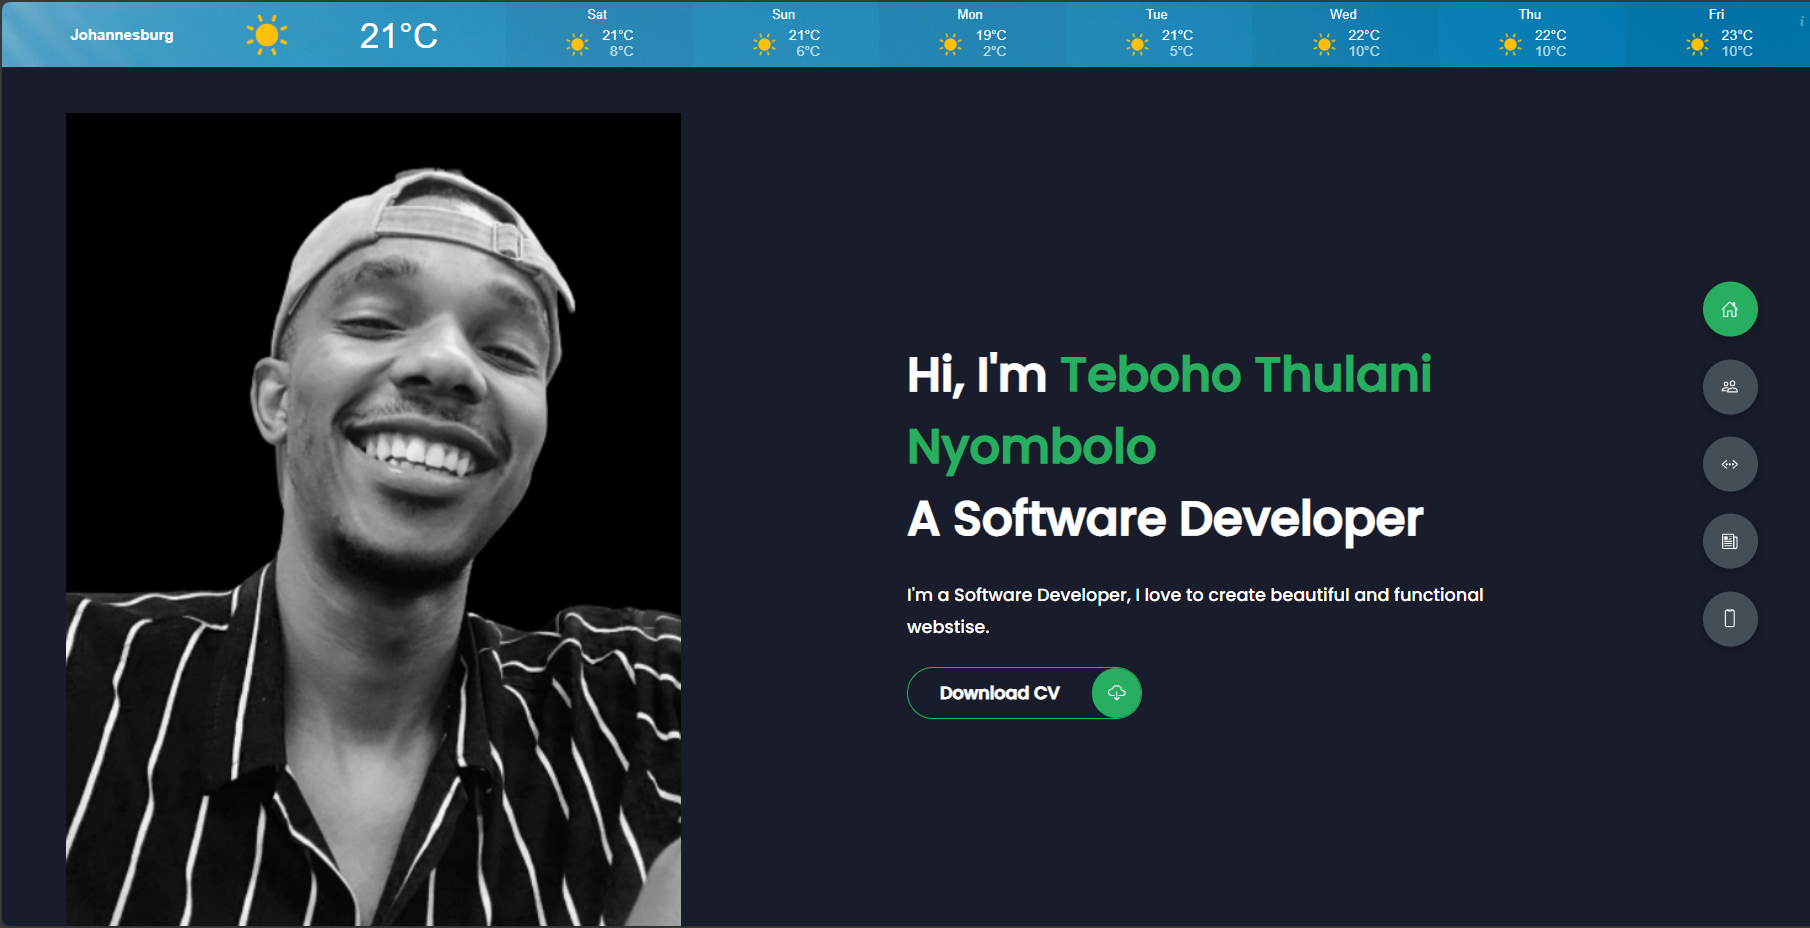 Johannesburg
21°C
Sat
21°C
8°C
Sun
21°C
6°C
Mon
19°C
2°C
Tue
21°C
5°C
Wed
22°C
10°C
Thu
22°C
10°C
Fri
23°C
10°C
i
Hi, I'm Teboho Thulani
Nyombolo
A Software Developer
I'm a Software Developer, I love to create beautiful and functional
webstise.
Download CV